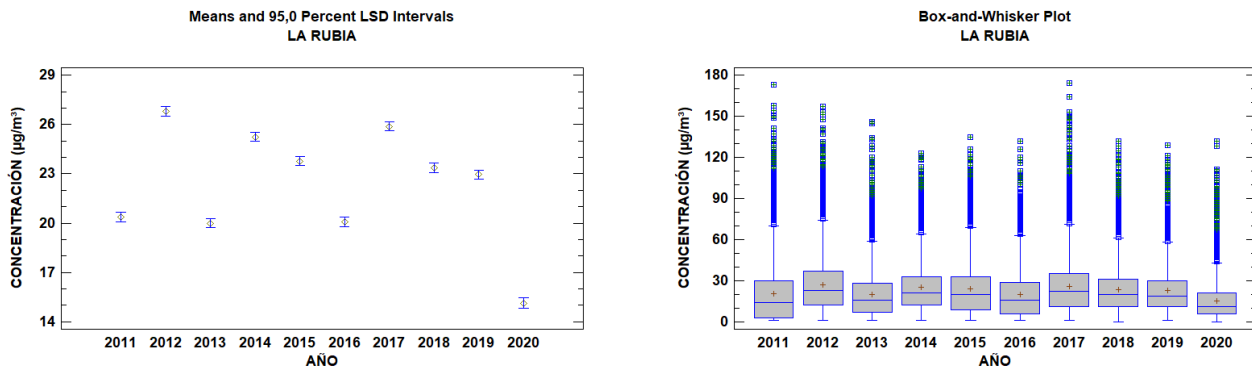 Means and 95,0 Percent LSD Intervals
LA RUBIA
CONCENTRACIÓN (µg/m³)
29
26
23
20
17
14
2011 2012 2013 2014 2015 2016 2017 2018 2019 2020
AÑO
Box-and-Whisker Plot
LA RUBIA
CONCENTRACIÓN (µg/m³)
180
150
120
90
60
30
0
2011 2012 2013 2014 2015 2016 2017 2018 2019 2020
AÑO